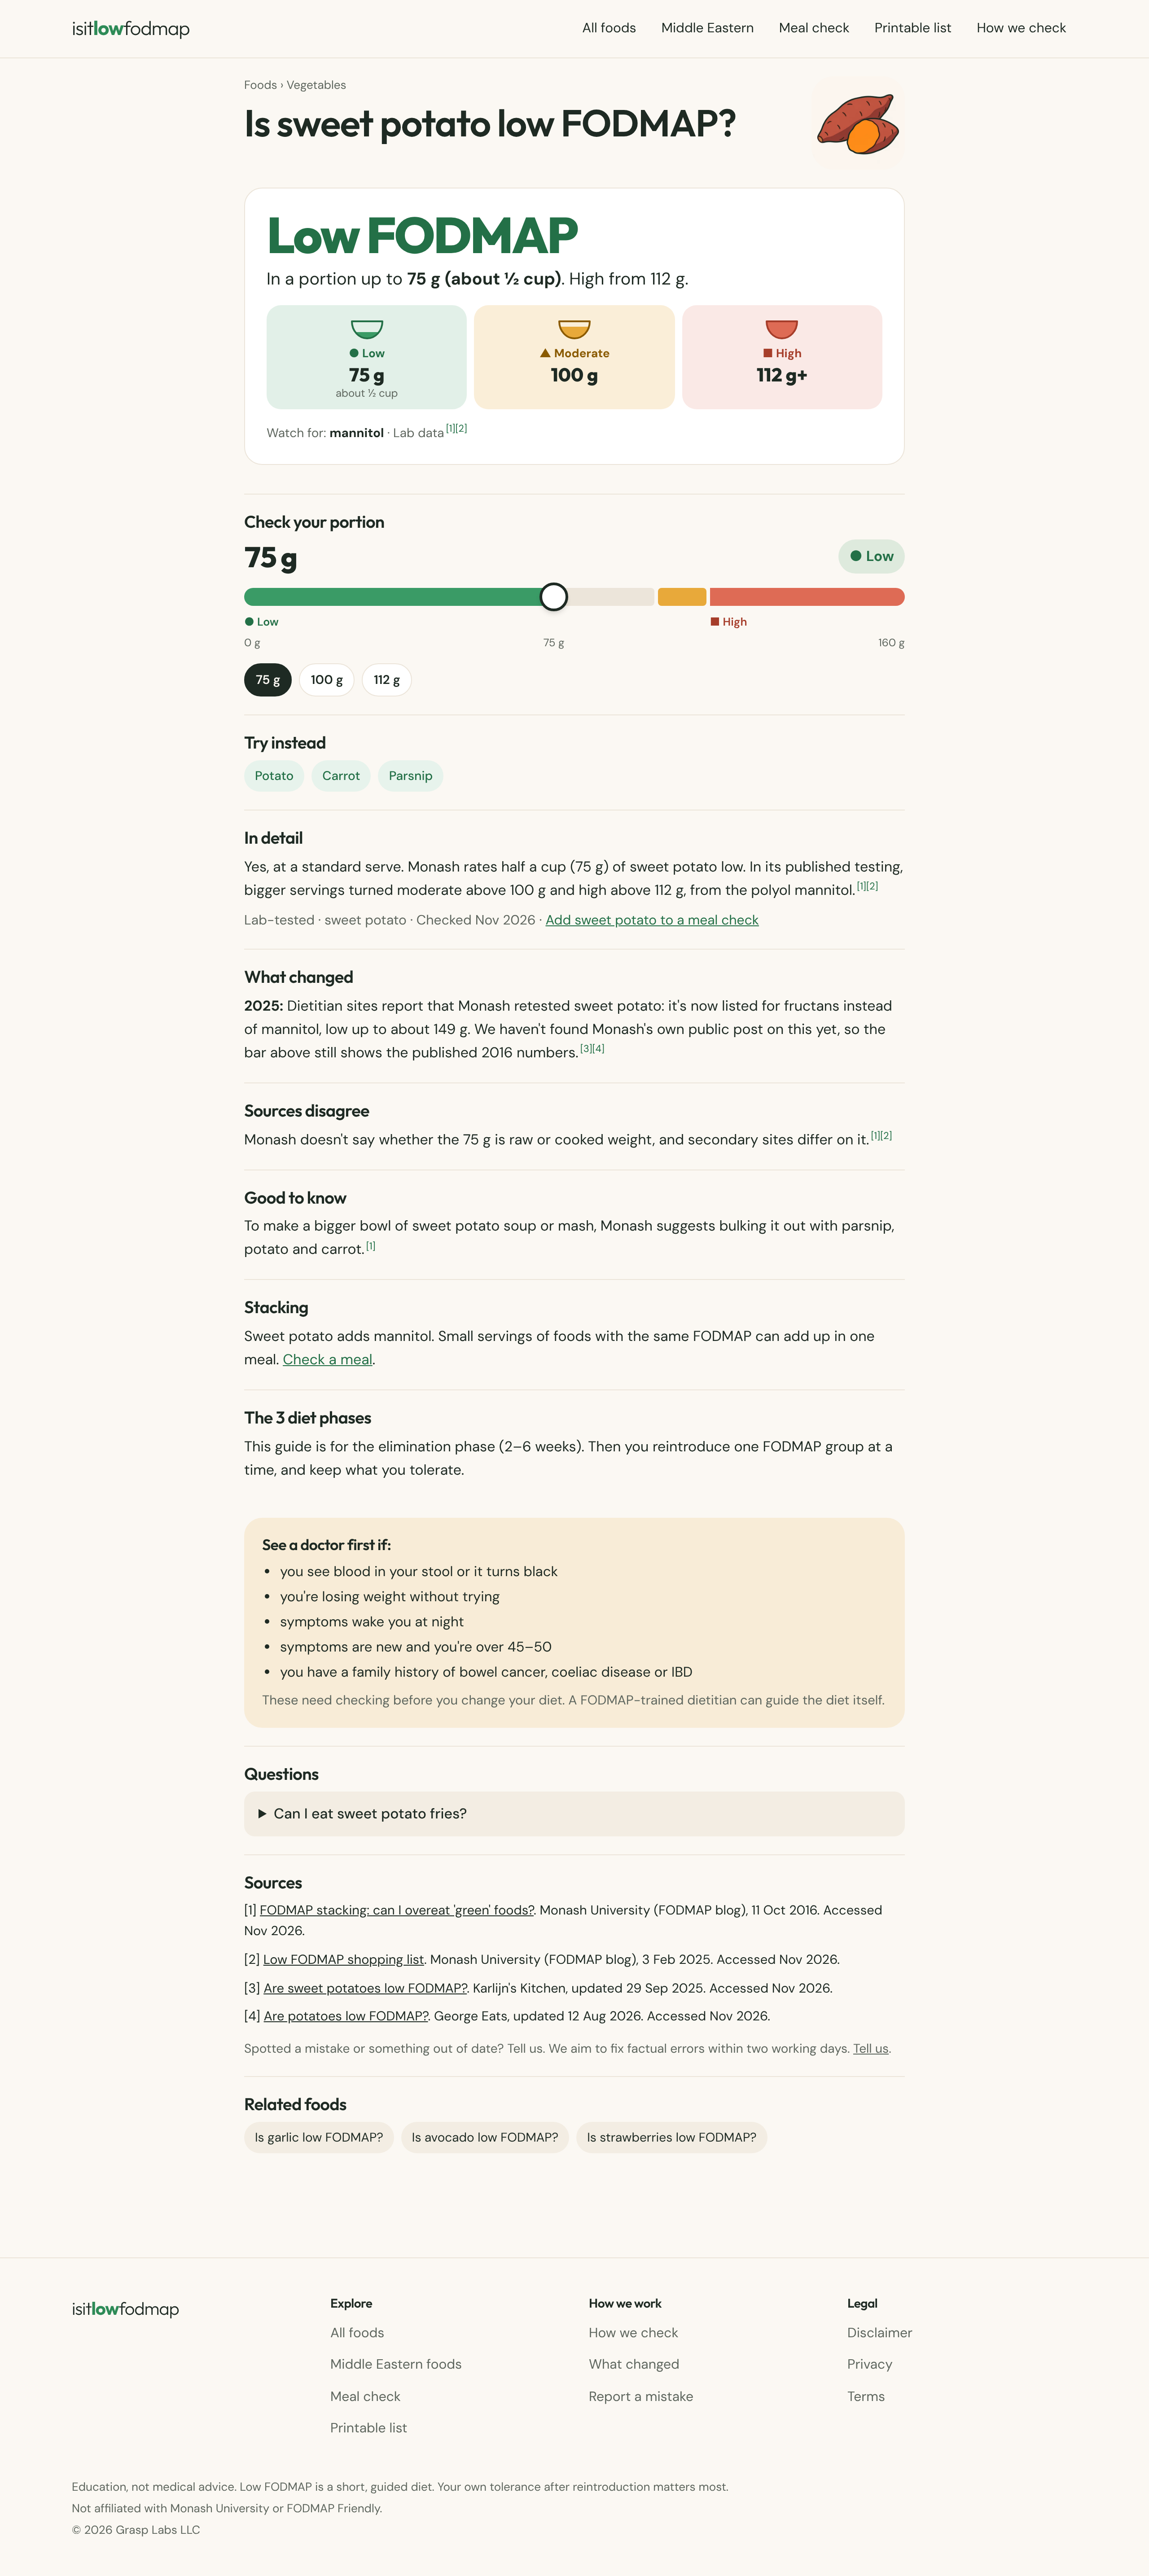 isitlowfodmap
All foods Middle Eastern Meal check Printable list How we check
Foods › Vegetables
Is sweet potato low FODMAP?
Low FODMAP
In a portion up to 75 g (about ½ cup). High from 112 g.
● Low
75 g
about ½ cup
▲ Moderate
100 g
■ High
112 g+
Watch for: mannitol · Lab data [1][2]
Check your portion
75 g
● Low
● Low
■ High
0 g 75 g 160 g
75 g 100 g 112 g
Try instead
Potato Carrot Parsnip
In detail
Yes, at a standard serve. Monash rates half a cup (75 g) of sweet potato low. In its published testing,
bigger servings turned moderate above 100 g and high above 112 g, from the polyol mannitol. [1][2]
Lab-tested · sweet potato · Checked Nov 2026 · Add sweet potato to a meal check
What changed
2025: Dietitian sites report that Monash retested sweet potato: it's now listed for fructans instead
of mannitol, low up to about 149 g. We haven't found Monash's own public post on this yet, so the
bar above still shows the published 2016 numbers. [3][4]
Sources disagree
Monash doesn't say whether the 75 g is raw or cooked weight, and secondary sites differ on it. [1][2]
Good to know
To make a bigger bowl of sweet potato soup or mash, Monash suggests bulking it out with parsnip,
potato and carrot. [1]
Stacking
Sweet potato adds mannitol. Small servings of foods with the same FODMAP can add up in one
meal. Check a meal.
The 3 diet phases
This guide is for the elimination phase (2–6 weeks). Then you reintroduce one FODMAP group at a
time, and keep what you tolerate.
See a doctor first if:
• you see blood in your stool or it turns black
• you're losing weight without trying
• symptoms wake you at night
• symptoms are new and you're over 45–50
• you have a family history of bowel cancer, coeliac disease or IBD
These need checking before you change your diet. A FODMAP-trained dietitian can guide the diet itself.
Questions
▶ Can I eat sweet potato fries?
Sources
[1] FODMAP stacking: can I overeat 'green' foods?. Monash University (FODMAP blog), 11 Oct 2016. Accessed
Nov 2026.
[2] Low FODMAP shopping list. Monash University (FODMAP blog), 3 Feb 2025. Accessed Nov 2026.
[3] Are sweet potatoes low FODMAP?. Karlijn's Kitchen, updated 29 Sep 2025. Accessed Nov 2026.
[4] Are potatoes low FODMAP?. George Eats, updated 12 Aug 2026. Accessed Nov 2026.
Spotted a mistake or something out of date? Tell us. We aim to fix factual errors within two working days. Tell us.
Related foods
Is garlic low FODMAP? Is avocado low FODMAP? Is strawberries low FODMAP?
isitlowfodmap
Explore
All foods
Middle Eastern foods
Meal check
Printable list
How we work
How we check
What changed
Report a mistake
Legal
Disclaimer
Privacy
Terms
Education, not medical advice. Low FODMAP is a short, guided diet. Your own tolerance after reintroduction matters most.
Not affiliated with Monash University or FODMAP Friendly.
© 2026 Grasp Labs LLC